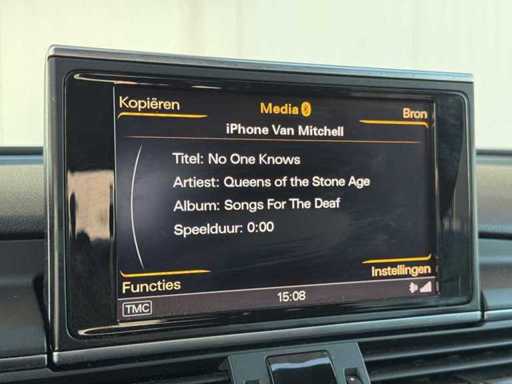 Kopiëren
Media
Bron
iPhone Van Mitchell
Titel: No One Knows
Artiest: Queens of the Stone Age
Album: Songs For The Deaf
Speelduur: 0:00
Functies
Instellingen
TMC
15:08